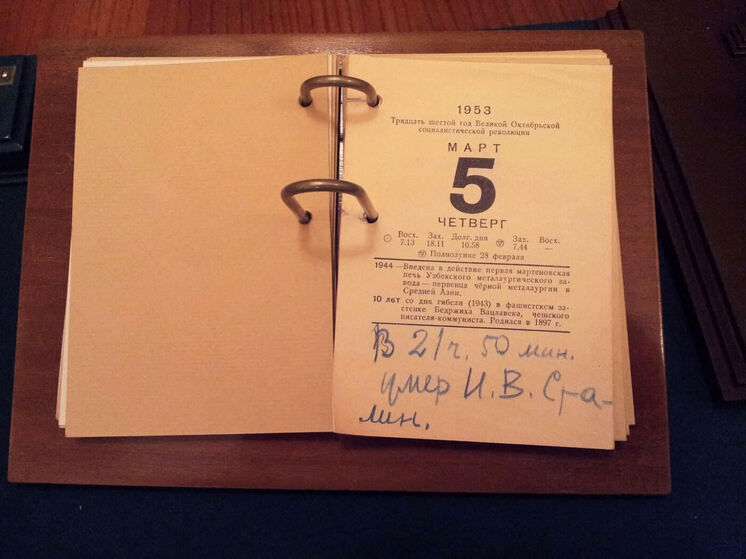 1953
Тридцать шестой год Великой Октябрьской
социалистической революции
МАРТ
5
ЧЕТВЕРГ
Восх. Зах. Долг. дня Зах. Восх.
7.13 18.11 10.58 7.44 —
Полнолуние 28 февраля
1944 — Введена в действие первая мартеновская
печь Узбекского металлургического за-
вода — первенца чёрной металлургии в
Средней Азии.
10 лет со дня гибели (1943) в фашистском за-
стенке Бедржиха Вацлавека, чешского
писателя-коммуниста. Родился в 1897 г.
В 21 ч. 50 мин.
умер И. В. Ста-
лин.